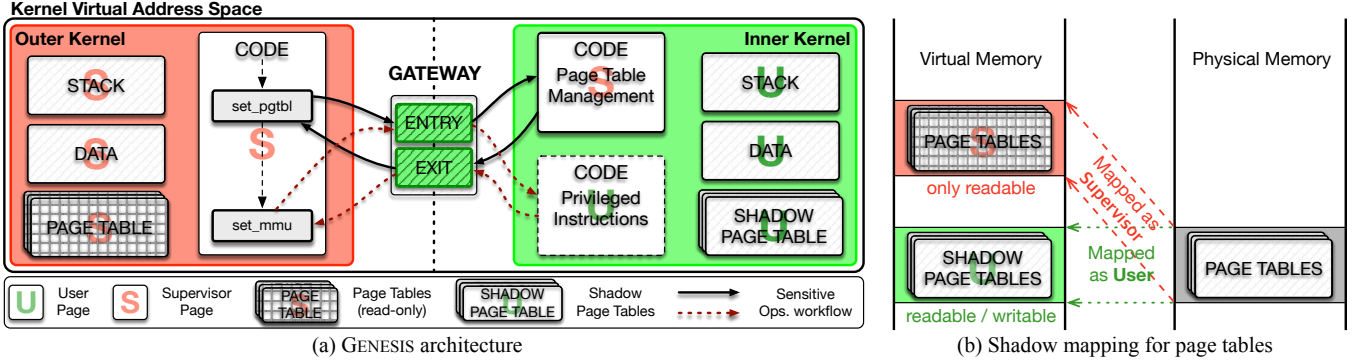 Kernel Virtual Address Space
Outer Kernel
STACK
S
DATA
S
PAGE TABLE
S
CODE
set_pgtbl
S
set_mmu
GATEWAY
ENTRY
EXIT
Inner Kernel
CODE
Page Table
Management
S
CODE
Privileged
Instructions
U
STACK
U
DATA
U
SHADOW
PAGE TABLE
U
U
User
Page
S
Supervisor
Page
PAGE
TABLE
S
Page Tables
(read-only)
SHADOW
PAGE TABLE
U
Shadow
Page Tables
Sensitive
Ops. workflow
(a) GENESIS architecture
Virtual Memory
Physical Memory
PAGE TABLES
S
only readable
Mapped as
Supervisor
SHADOW
PAGE TABLES
U
readable / writable
Mapped
as User
PAGE TABLES
(b) Shadow mapping for page tables